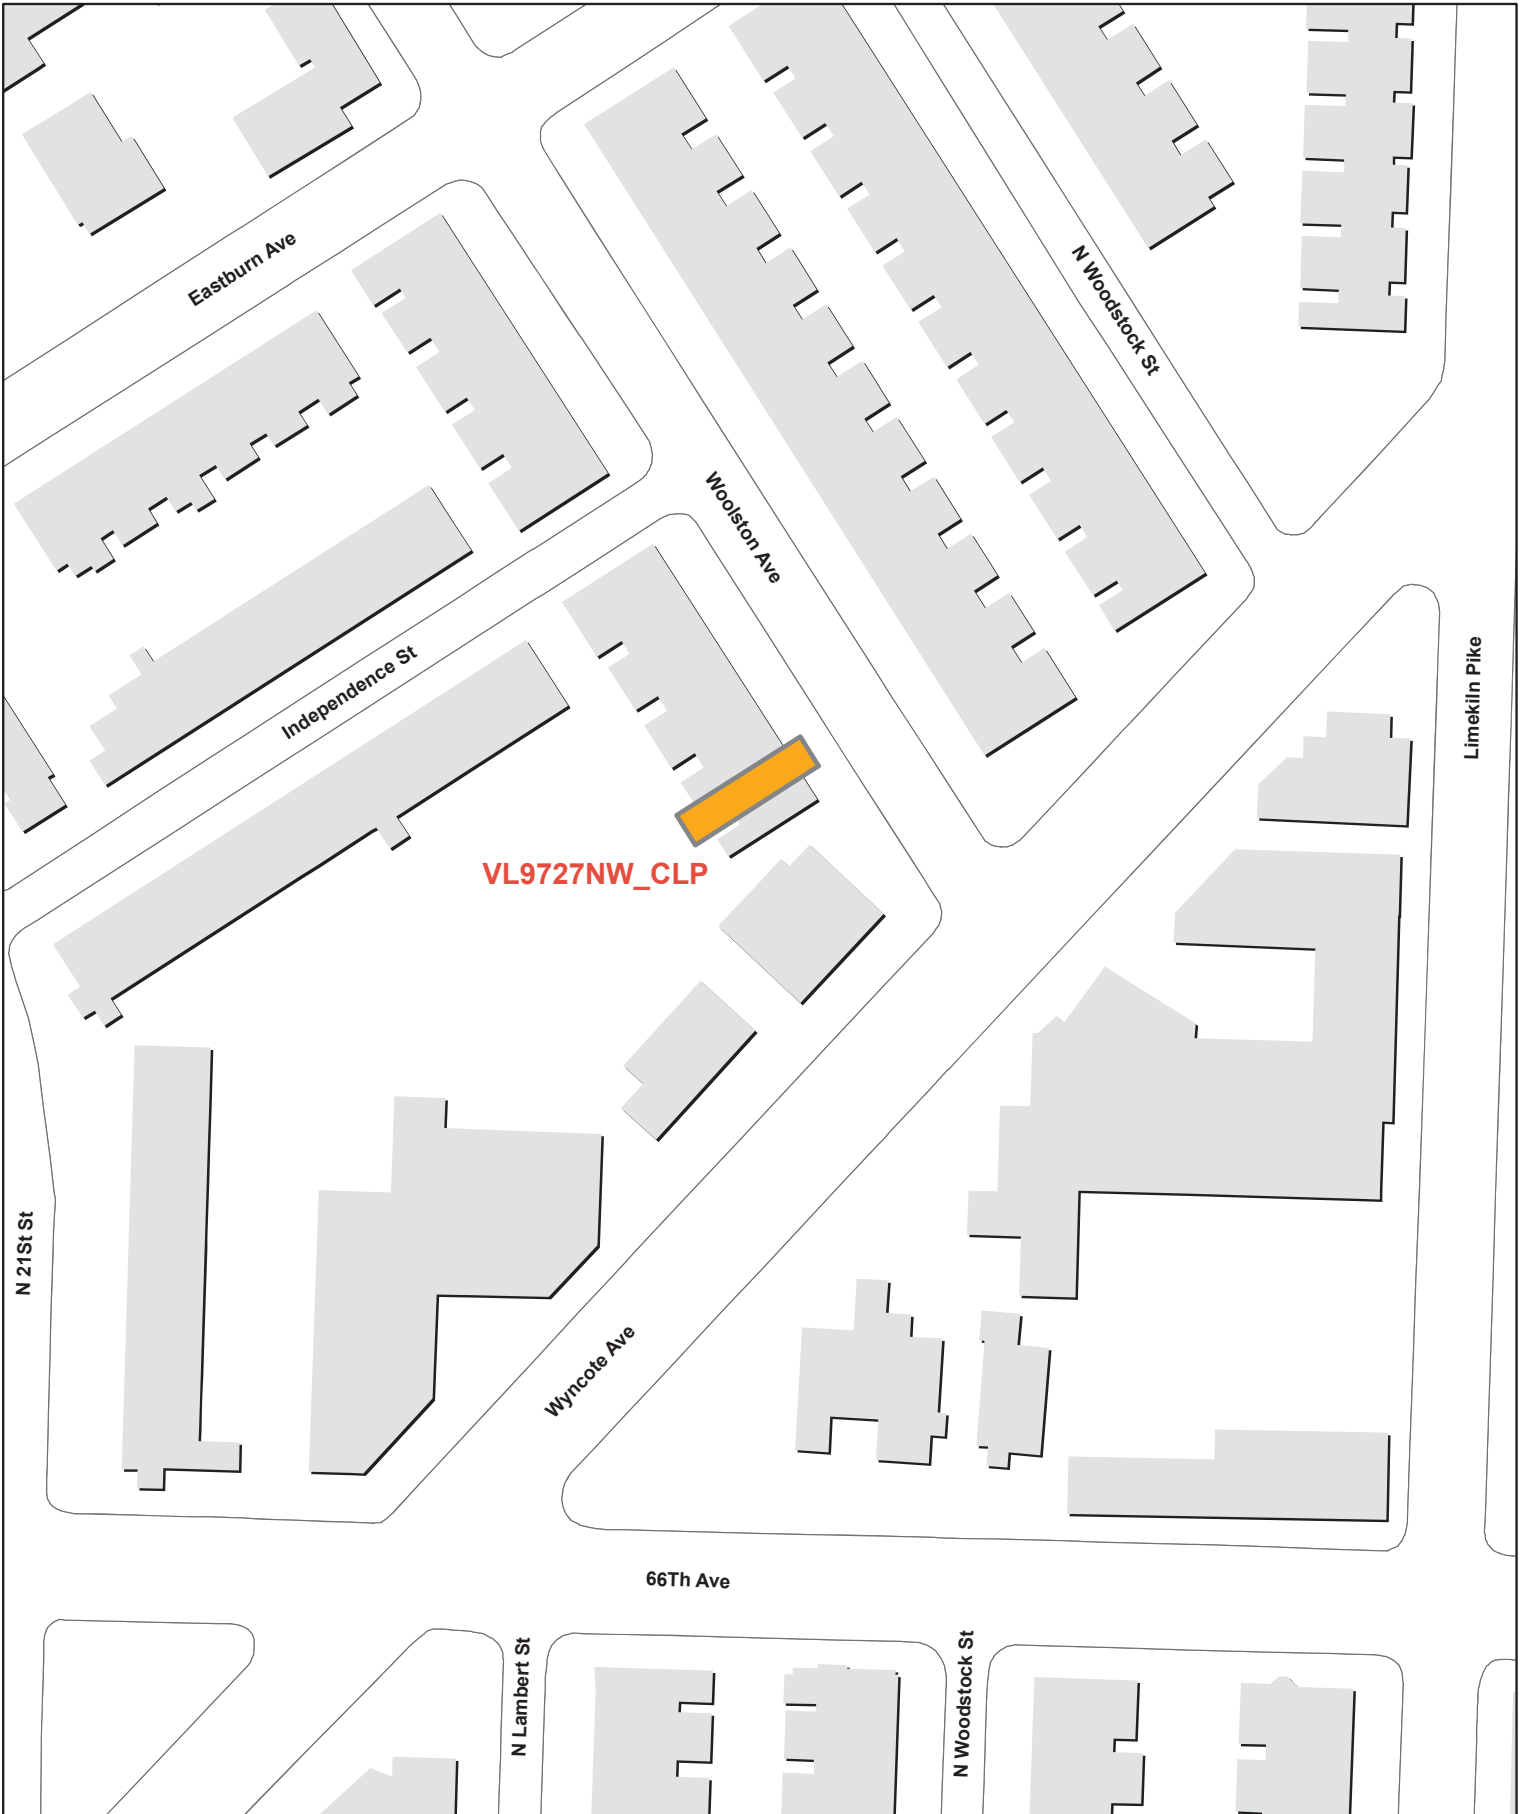 Eastburn Ave
N Woodstock St
Woolston Ave
Independence St
Limekiln Pike
VL9727NW_CLP
N 21St St
Wyncote Ave
66Th Ave
N Lambert St
N Woodstock St